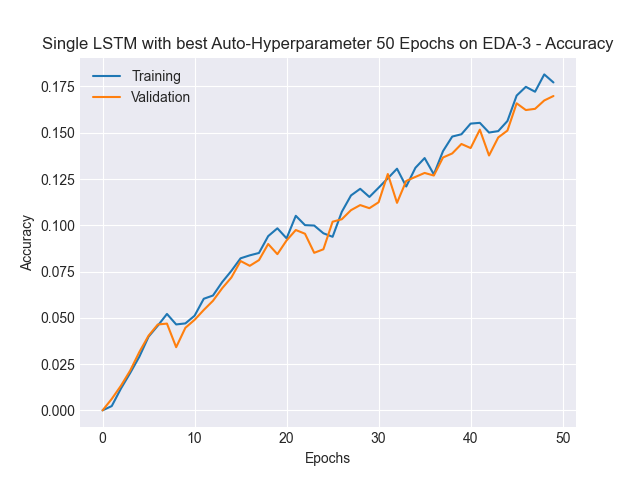 Single LSTM with best Auto-Hyperparameter 50 Epochs on EDA-3 - Accuracy
Training
Validation
0.175
0.150
0.125
0.100
0.075
0.050
0.025
0.000
Accuracy
0 10 20 30 40 50
Epochs